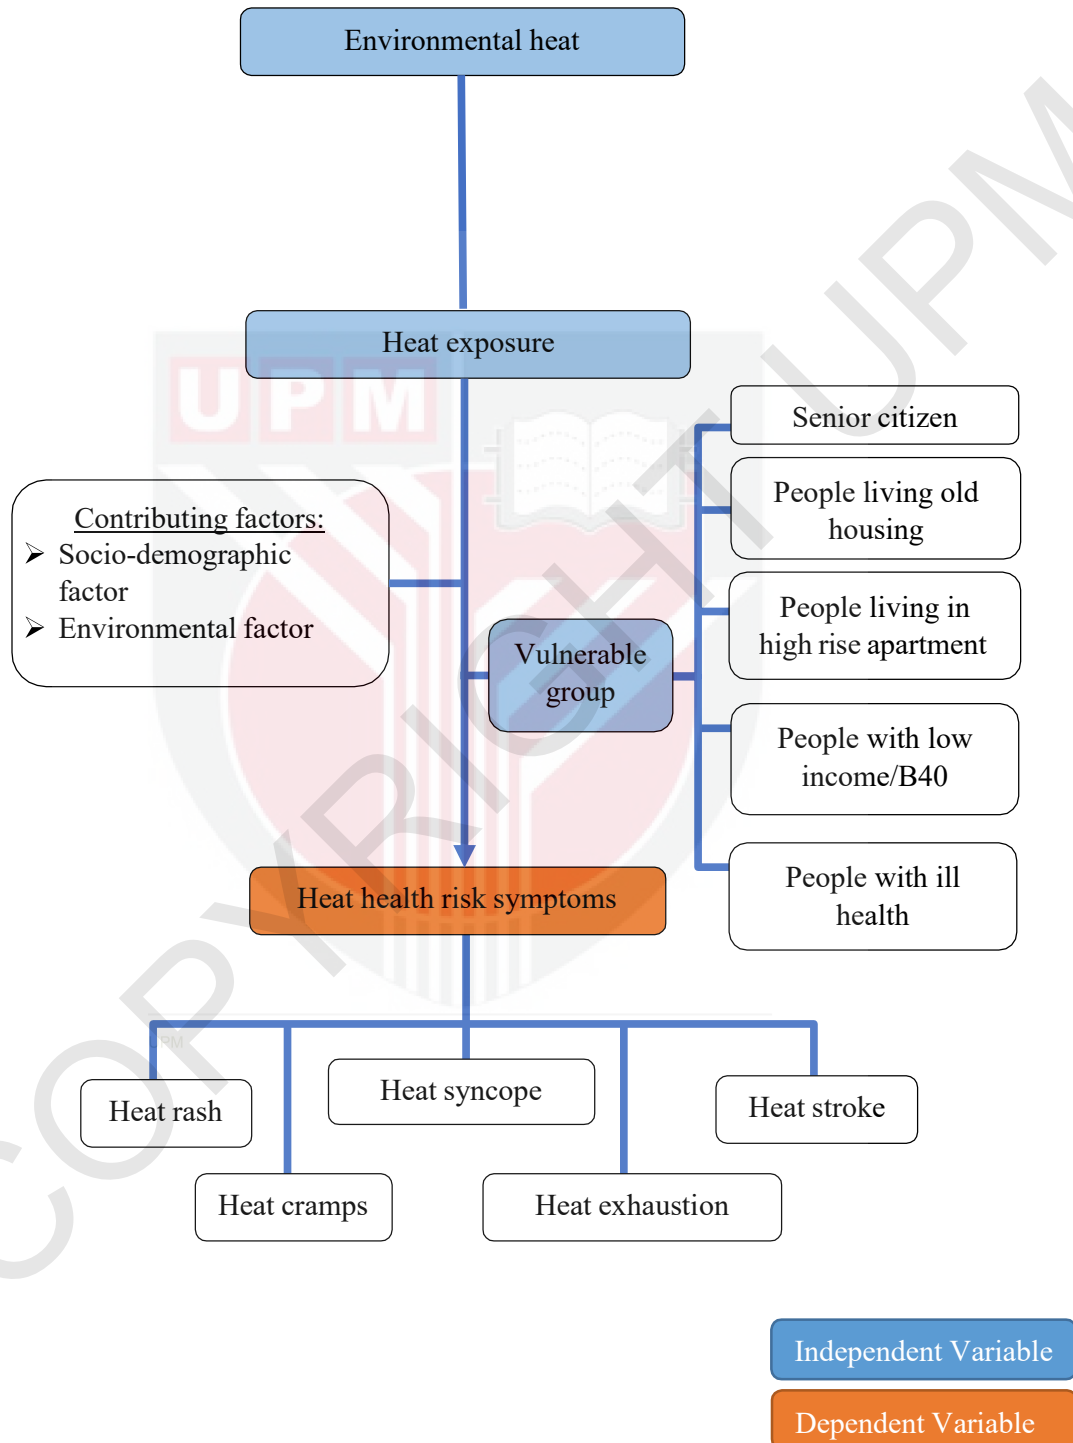 Environmental heat
Heat exposure
UPM
Senior citizen
People living old
housing
People living in
high rise apartment
People with low
income/B40
People with ill
health
Contributing factors:
➢ Socio-demographic
factor
➢ Environmental factor
Vulnerable
group
Heat health risk symptoms
UPM
Heat rash
Heat syncope
Heat stroke
Heat cramps
Heat exhaustion
Independent Variable
Dependent Variable
COPYRIGHT UPM